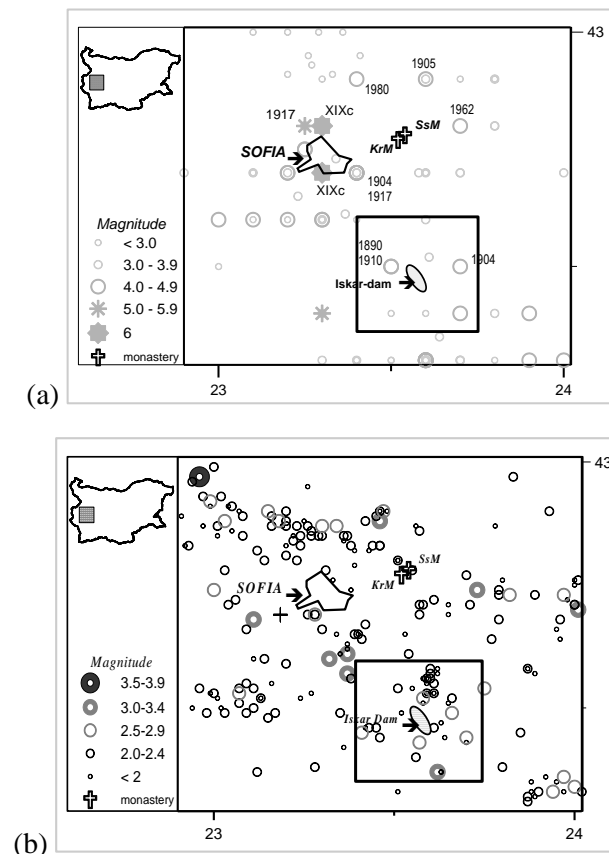 43
1905
1980
1917
XIXc
1962
SsM
KrM
SOFIA
XIXc
1904
1917
Magnitude
< 3.0
3.0 - 3.9
4.0 - 4.9
5.0 - 5.9
6
monastery
1890
1910
1904
Iskar-dam
(a)
23
24
43
SsM
KrM
SOFIA
Magnitude
3.5-3.9
3.0-3.4
2.5-2.9
2.0-2.4
< 2
monastery
Iskar Dam
(b)
23
24